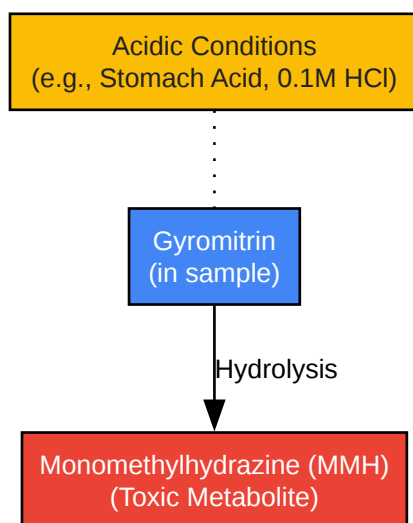 Acidic Conditions
(e.g., Stomach Acid, 0.1M HCl)
Gyromitrin
(in sample)
Hydrolysis
Monomethylhydrazine (MMH)
(Toxic Metabolite)